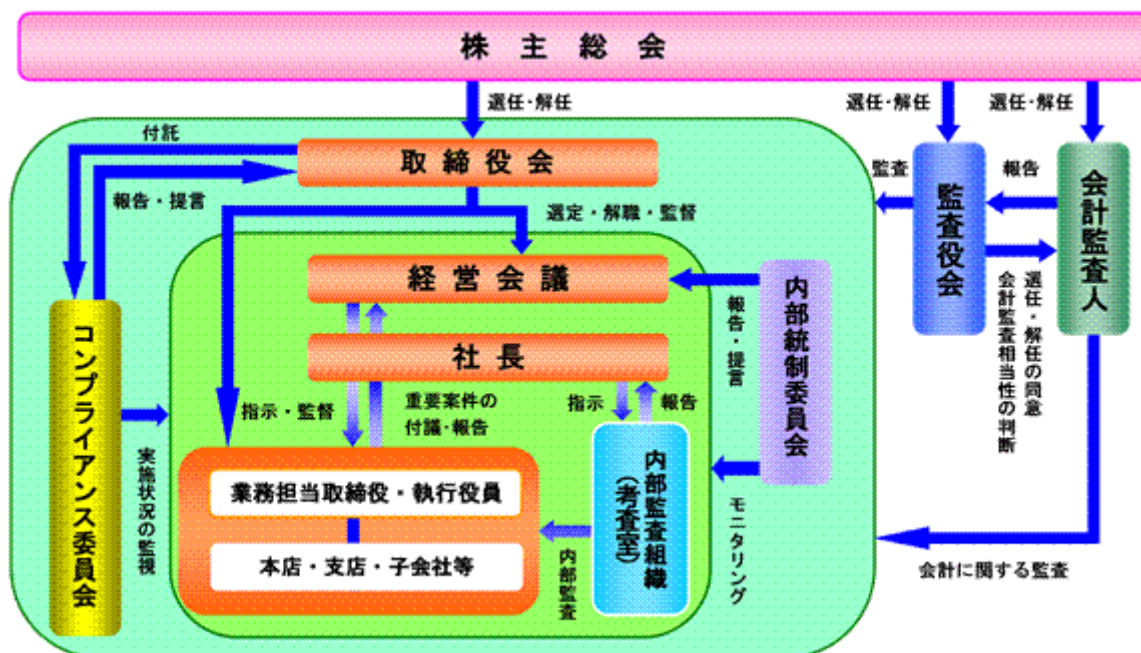 株主総会
選任・解任
選任・解任
選任・解任
付託
取締役会
報告・提言
選定・解職・監督
監査
報告
監査役会
会計監査人
選任・解任の同意
会計監査相当性の判断
経営会議
報告・提言
内部統制委員会
社長
コンプライアンス委員会
指示・監督
重要案件の
付議・報告
指示
報告
実施状況の監視
業務担当取締役・執行役員
本店・支店・子会社等
内部監査組織
(考査室)
内部監査
モニタリング
会計に関する監査